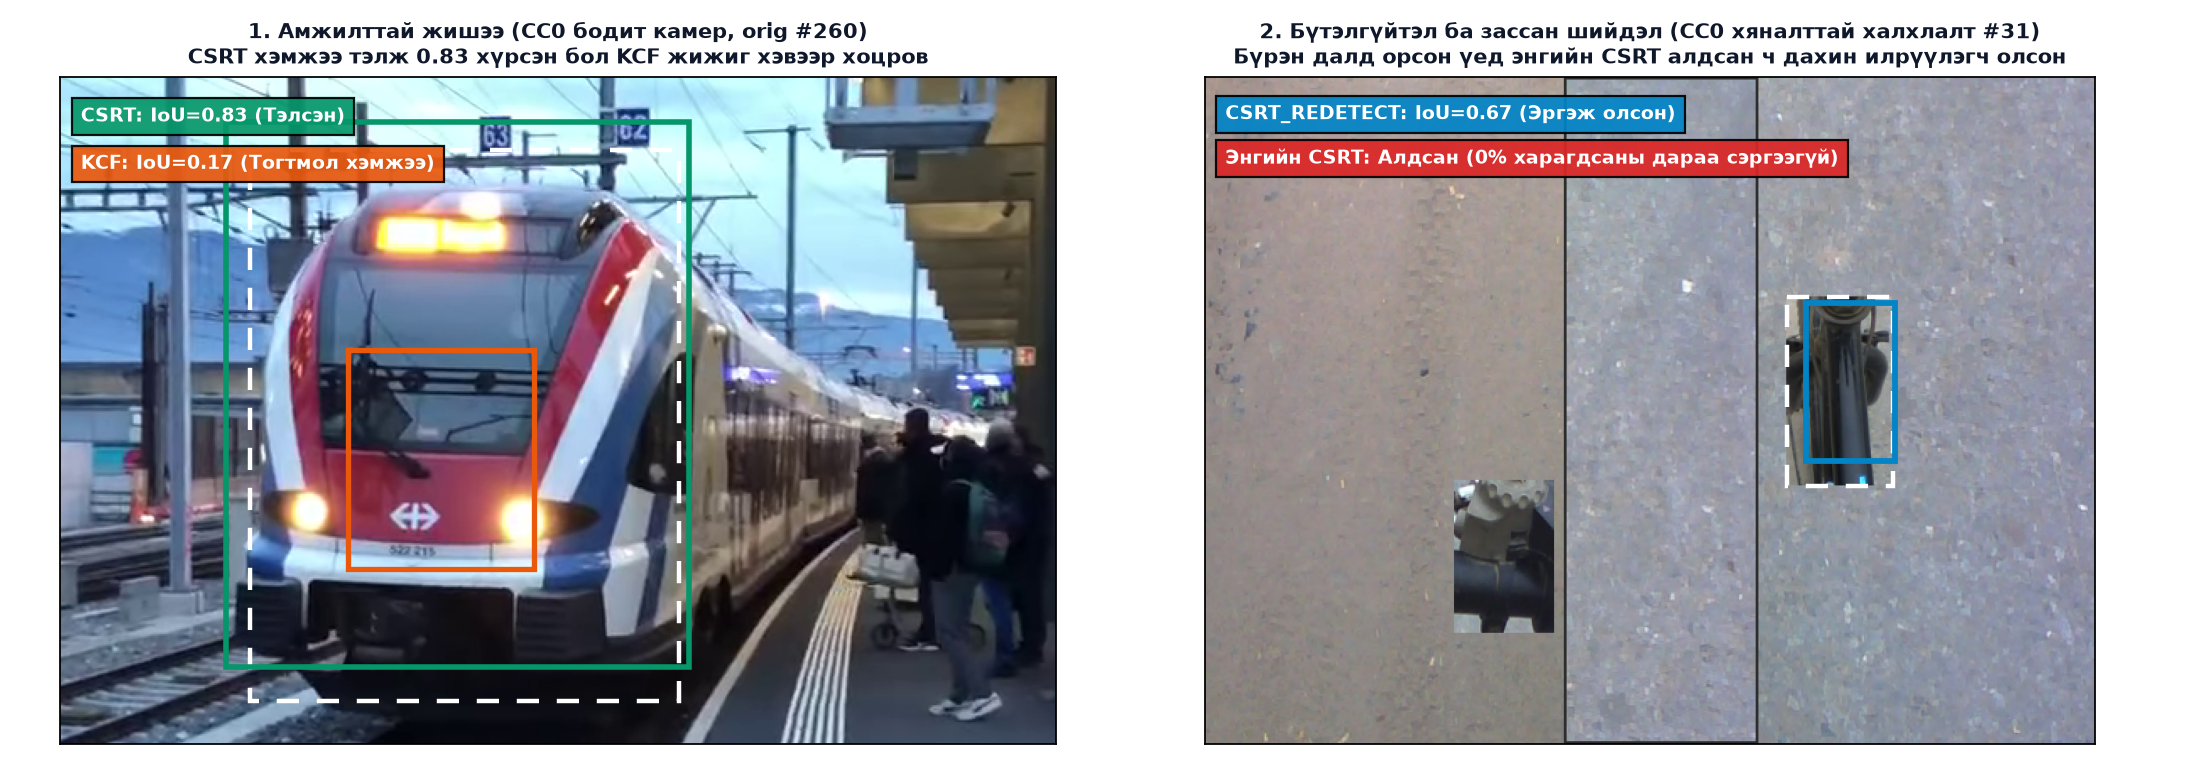 1. Амжилттай жишээ (CC0 бодит камер, orig #260)
CSRT хэмжээ тэлж 0.83 хүрсэн бол KCF жижиг хэвээр хоцров
CSRT: IoU=0.83 (Тэлсэн)
KCF: IoU=0.17 (Тогтмол хэмжээ)
63
62
522 215
2. Бүтэлгүйтэл ба зассан шийдэл (CC0 хяналттай халхлалт #31)
Бүрэн далд орсон үед энгийн CSRT алдсан ч дахин илрүүлэгч олсон
CSRT_REDETECT: IoU=0.67 (Эргэж олсон)
Энгийн CSRT: Алдсан (0% харагдсаны дараа сэргээгүй)